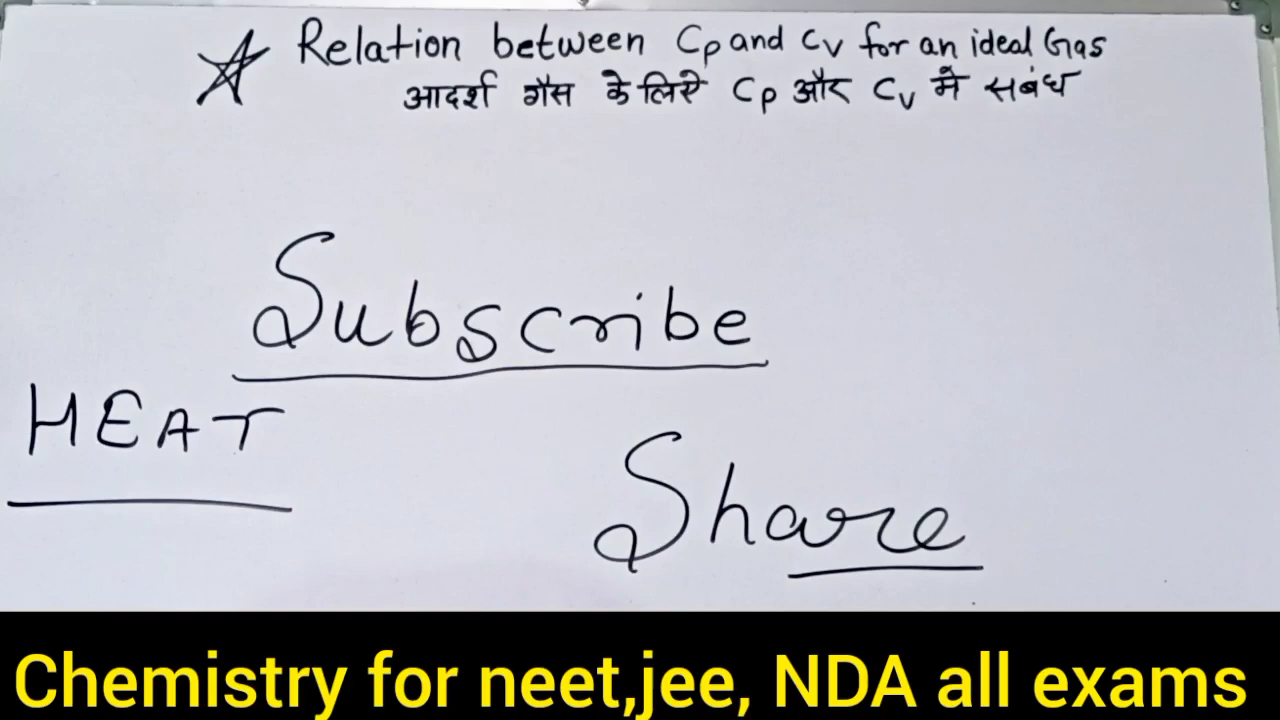 Relation between Cp and Cv for an ideal Gas
आदर्श गैस के लिये Cp और Cv मे सबंध
Subscribe
HEAT
Share
Chemistry for neet,jee, NDA all exams